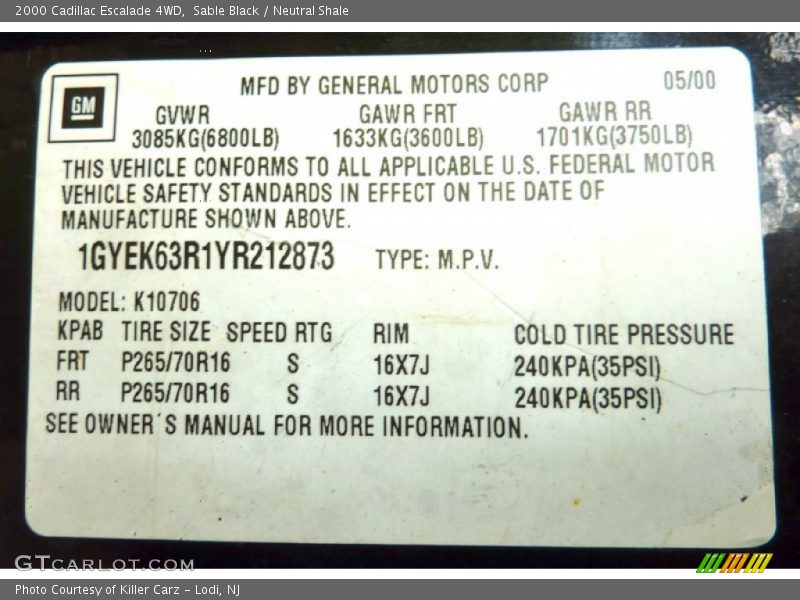 2000 Cadillac Escalade 4WD,  Sable Black / Neutral Shale
GM
MFD BY GENERAL MOTORS CORP 05/00
GVWR GAWR FRT GAWR RR
3085KG(6800LB) 1633KG(3600LB) 1701KG(3750LB)
THIS VEHICLE CONFORMS TO ALL APPLICABLE U.S. FEDERAL MOTOR
VEHICLE SAFETY STANDARDS IN EFFECT ON THE DATE OF
MANUFACTURE SHOWN ABOVE.
1GYEK63R1YR212873 TYPE: M.P.V.
MODEL: K10706
KPAB TIRE SIZE SPEED RTG RIM COLD TIRE PRESSURE
FRT P265/70R16 S 16X7J 240KPA(35PSI)
RR P265/70R16 S 16X7J 240KPA(35PSI)
SEE OWNER´S MANUAL FOR MORE INFORMATION.
GTCARLOT.COM
Photo Courtesy of Killer Carz – Lodi, NJ